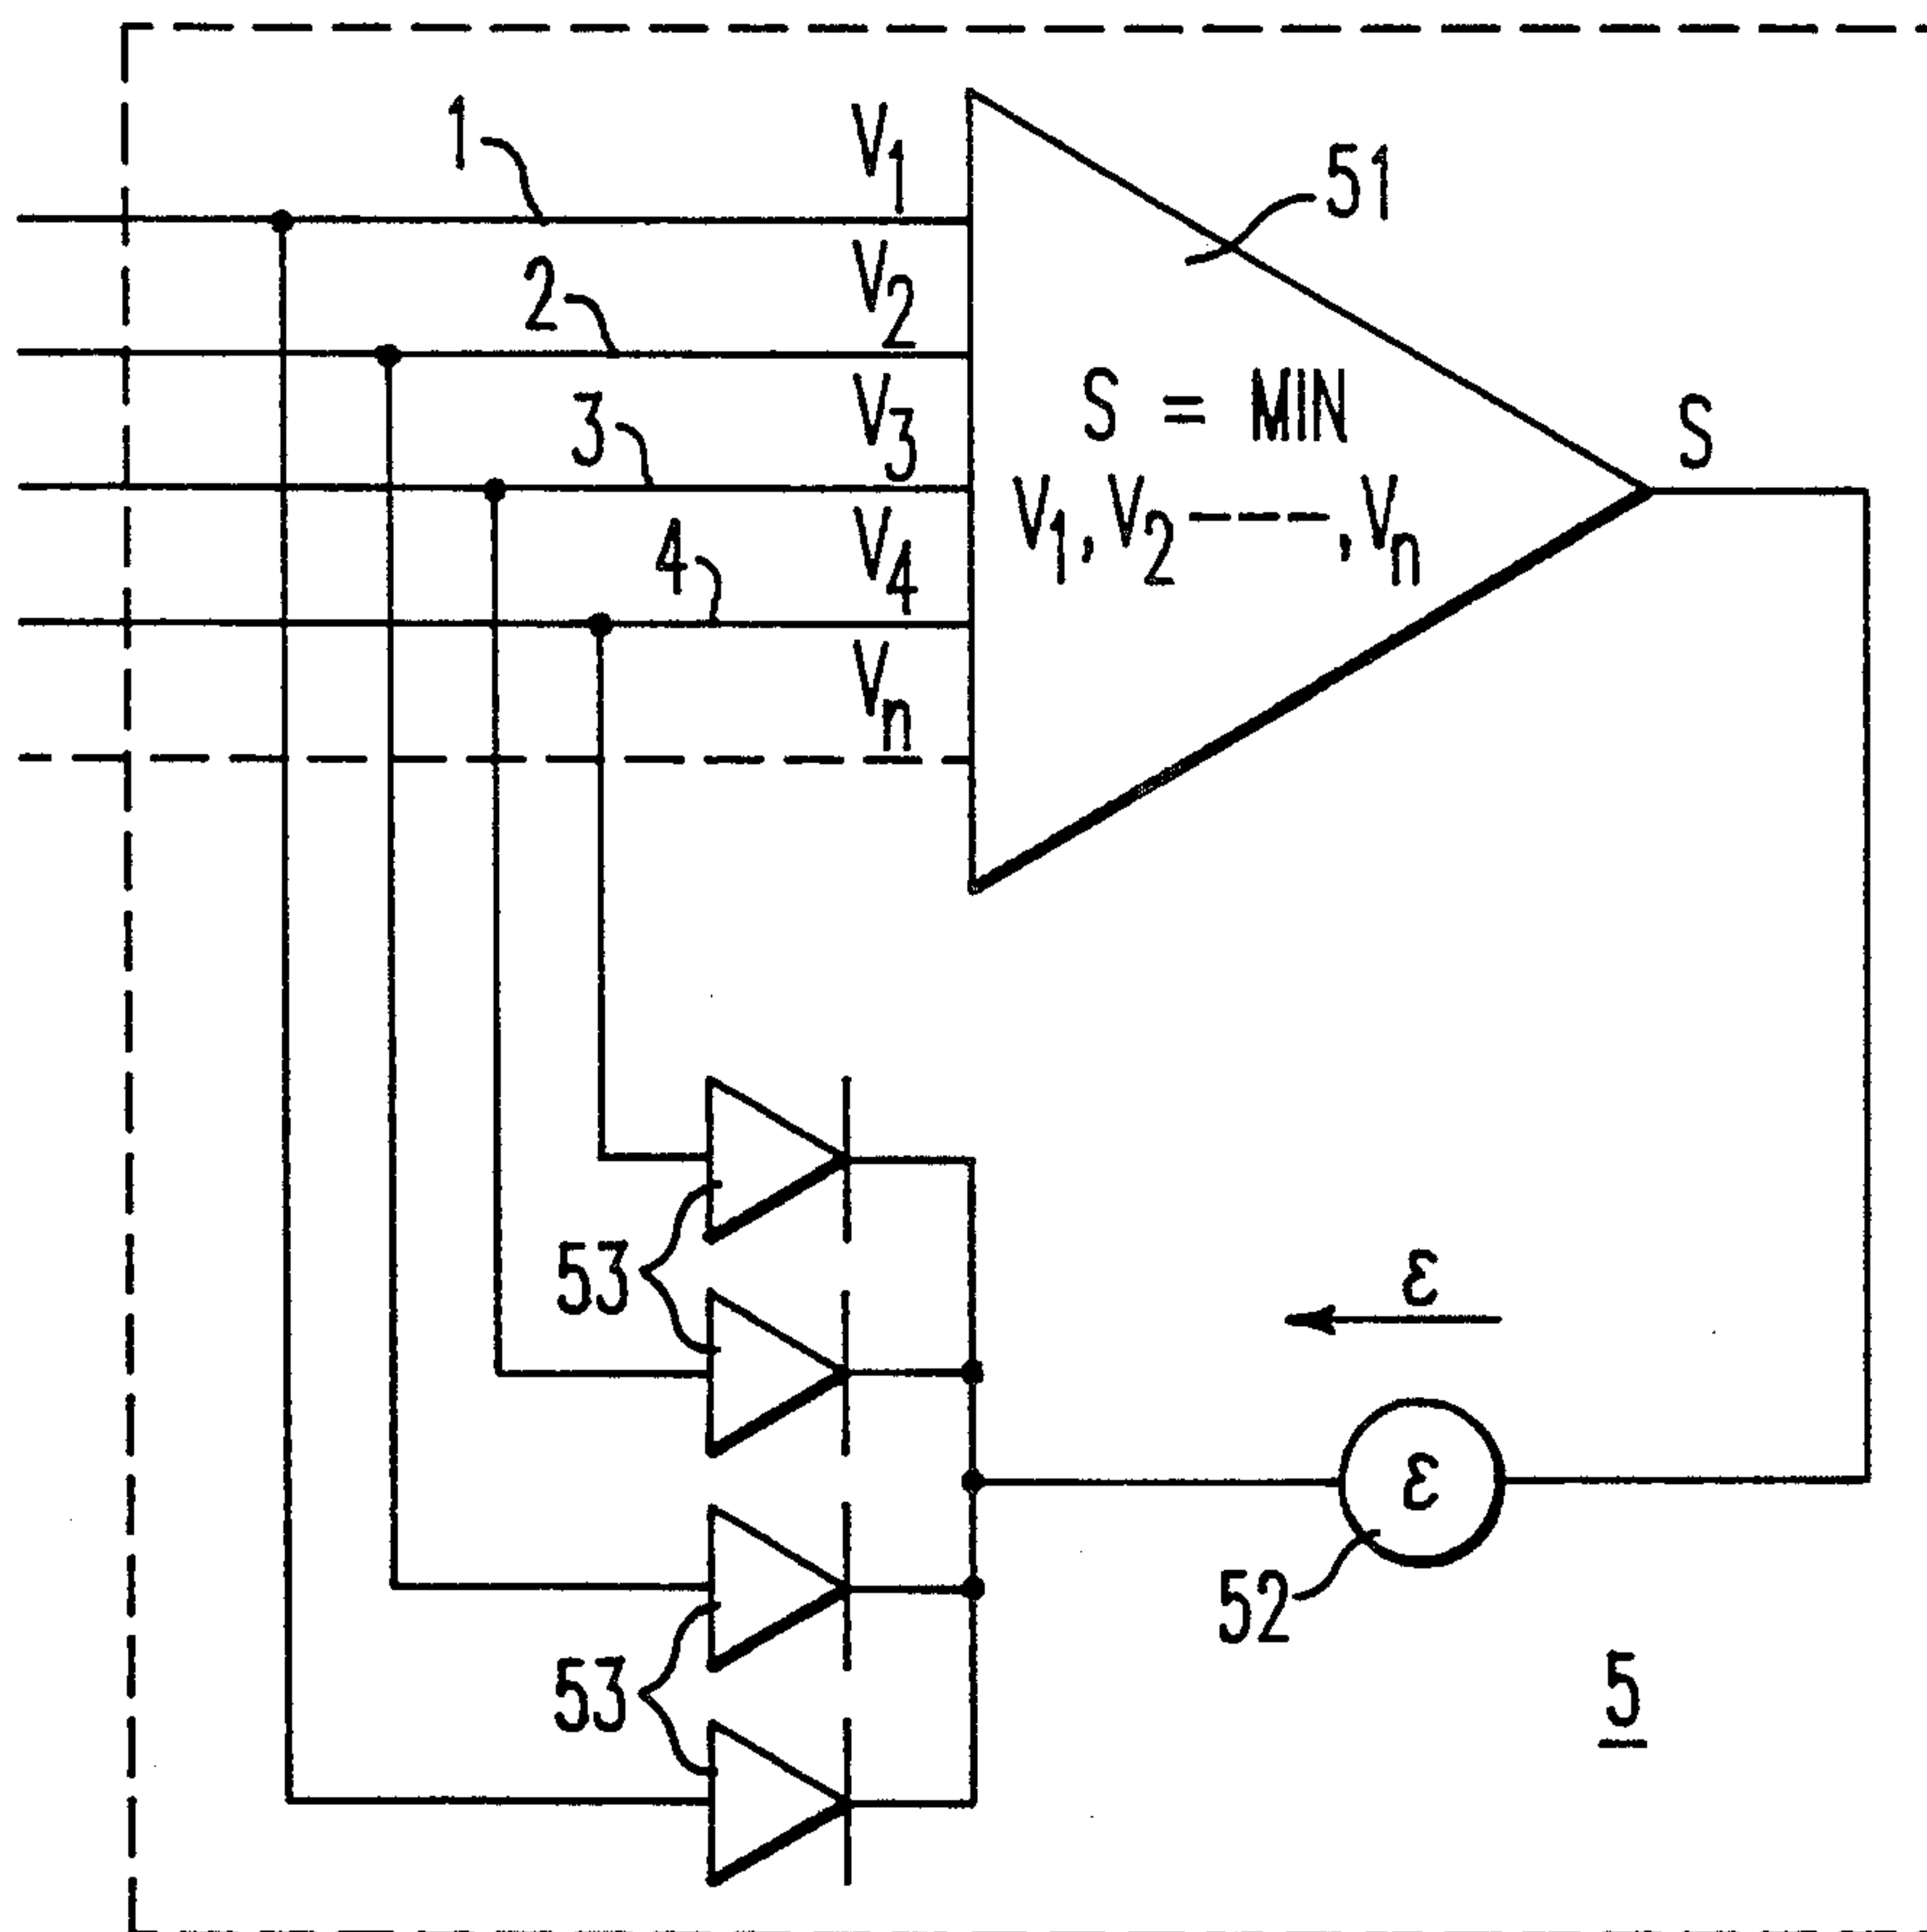 1
V1
51
2
V2
3
V3
S = MIN
V1, V2----, Vn
S
4
V4
Vn
53
ε
ε
52
53
5